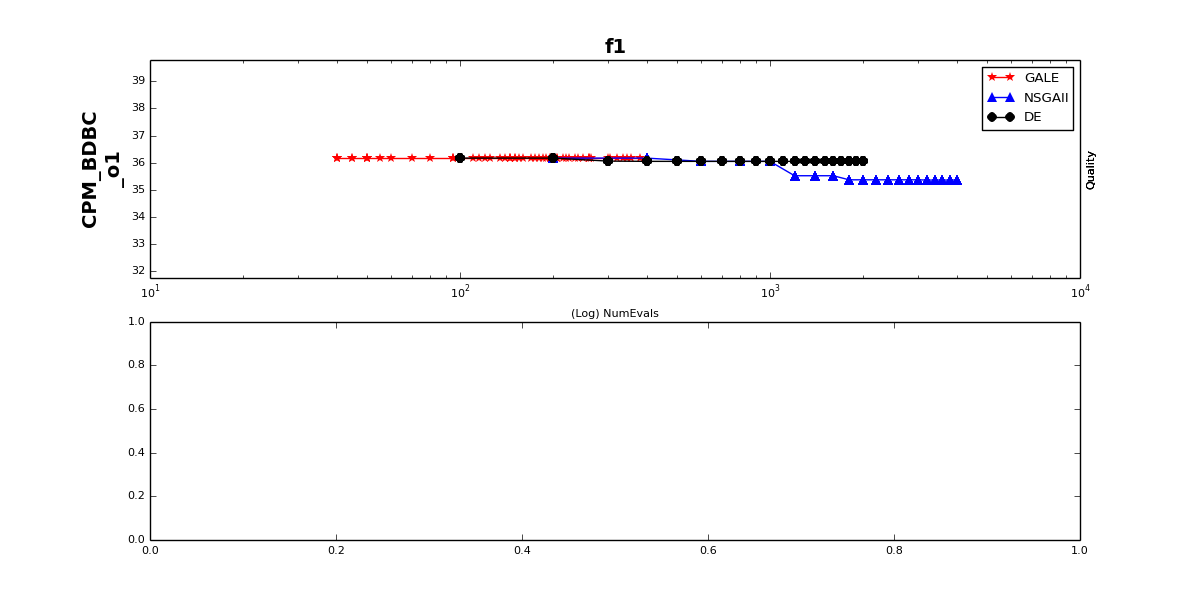 f1
CPM_BDBC
_o1
39
38
37
36
35
34
33
32
GALE
NSGAII
DE
Quality
10^1 10^2 10^3 10^4
(Log) NumEvals
1.0
0.8
0.6
0.4
0.2
0.0
0.0 0.2 0.4 0.6 0.8 1.0